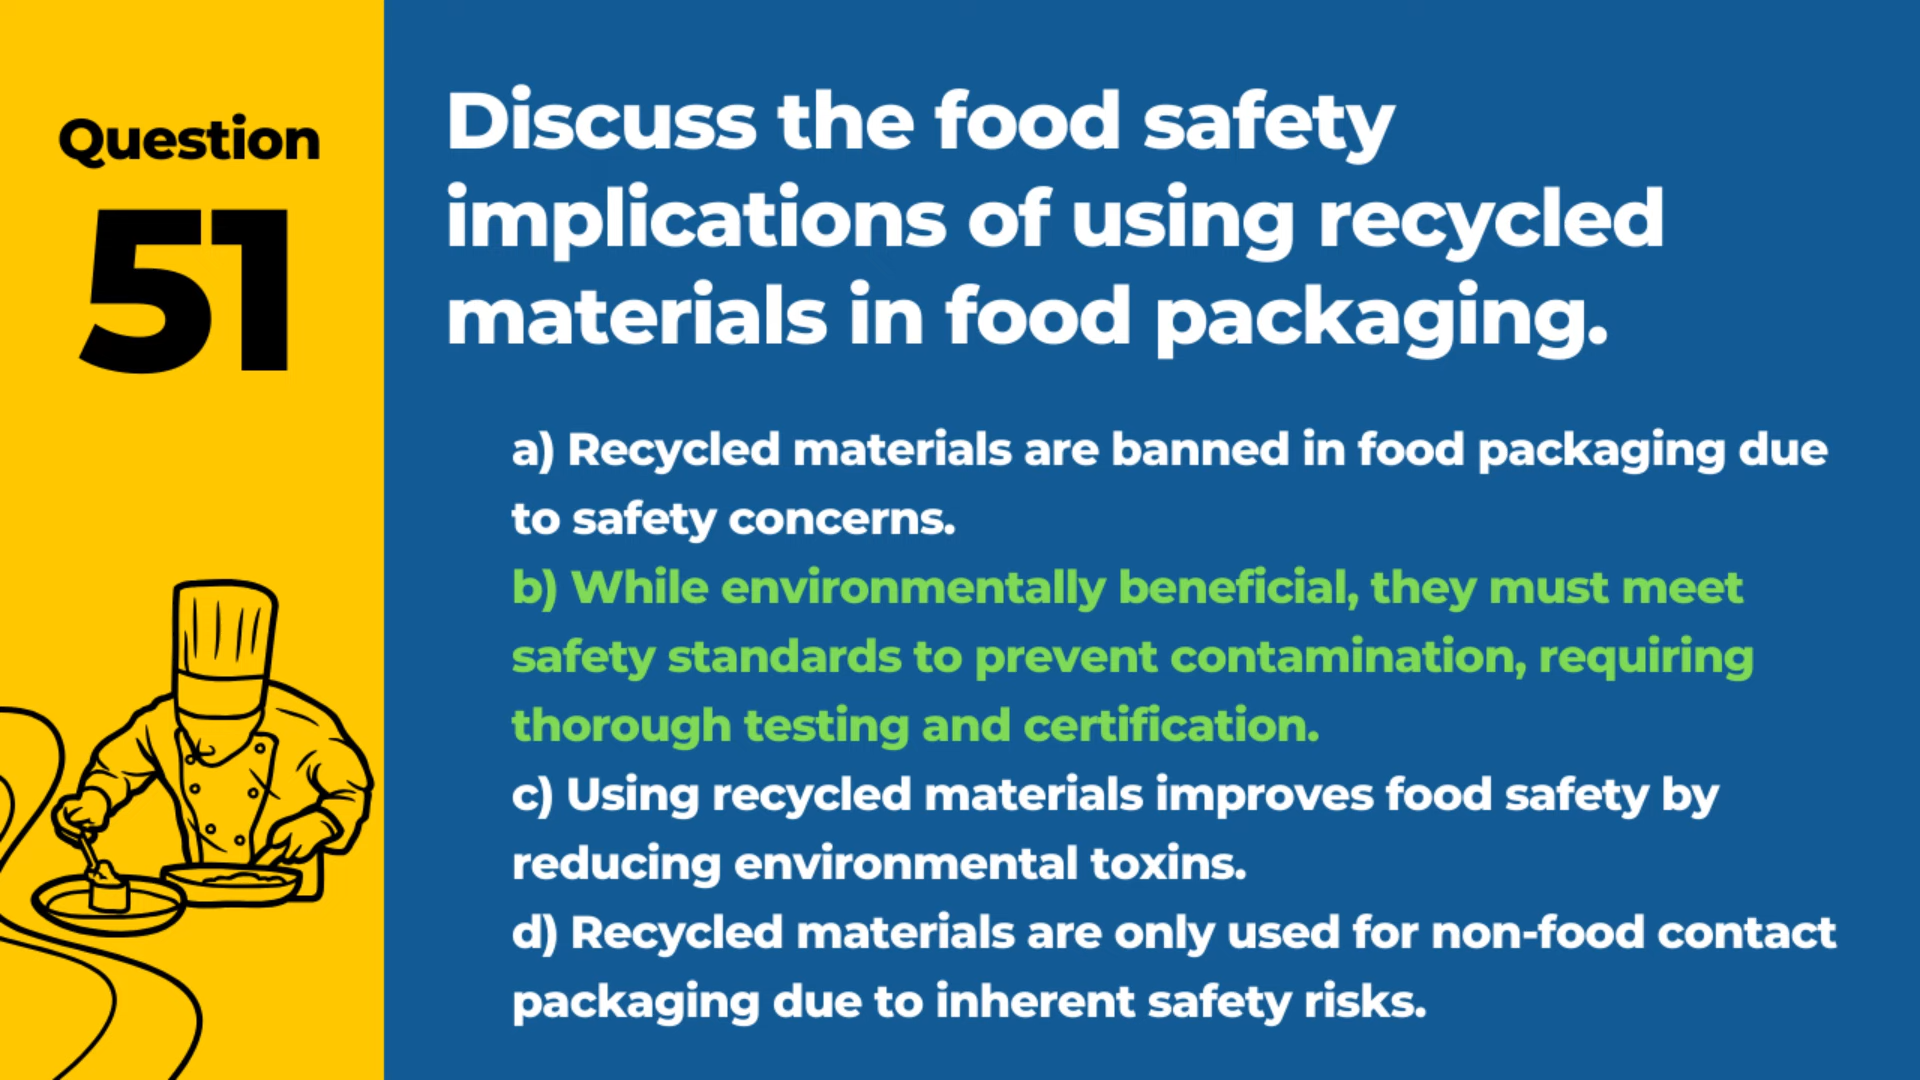 Question
51
Discuss the food safety
implications of using recycled
materials in food packaging.
a) Recycled materials are banned in food packaging due
to safety concerns.
b) While environmentally beneficial, they must meet
safety standards to prevent contamination, requiring
thorough testing and certification.
c) Using recycled materials improves food safety by
reducing environmental toxins.
d) Recycled materials are only used for non-food contact
packaging due to inherent safety risks.